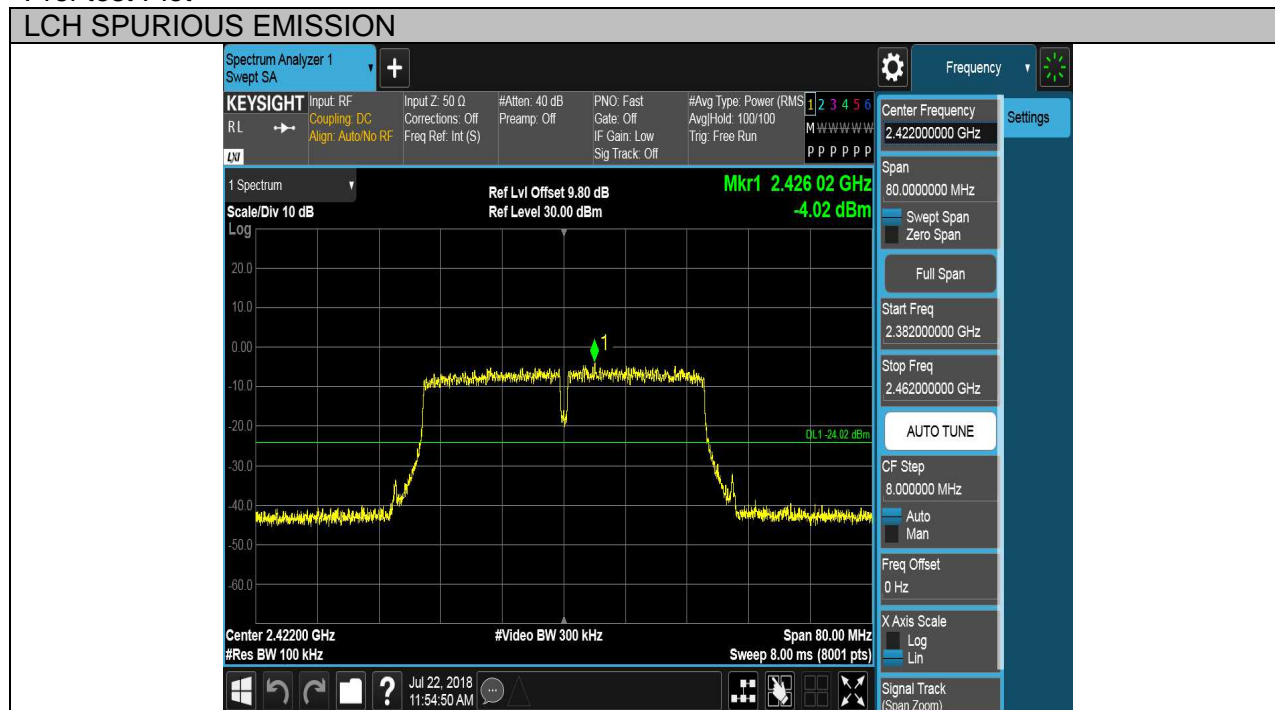 LCH SPURIOUS EMISSION
Spectrum Analyzer 1
Swept SA
+
Frequency
KEYSIGHT
R L
LXI
Input: RF
Coupling: DC
Align: Auto/No RF
Input Z: 50 Ω
Corrections: Off
Freq Ref: Int (S)
#Atten: 40 dB
Preamp: Off
PNO: Fast
Gate: Off
IF Gain: Low
Sig Track: Off
#Avg Type: Power (RMS
Avg|Hold: 100/100
Trig: Free Run
1 2 3 4 5 6
M W W W W W
P P P P P P
Center Frequency
2.422000000 GHz
Settings
Span
80.0000000 MHz
Swept Span
Zero Span
Full Span
Start Freq
2.382000000 GHz
Stop Freq
2.462000000 GHz
AUTO TUNE
CF Step
8.000000 MHz
Auto
Man
Freq Offset
0 Hz
X Axis Scale
Log
Lin
Signal Track
(Span Zoom)
1 Spectrum
Scale/Div 10 dB
Log
Ref Lvl Offset 9.80 dB
Ref Level 30.00 dBm
Mkr1 2.426 02 GHz
-4.02 dBm
20.0
10.0
0.00
1
-10.0
-20.0
DL1 -24.02 dBm
-30.0
-40.0
-50.0
-60.0
Center 2.42200 GHz
#Video BW 300 kHz
Span 80.00 MHz
#Res BW 100 kHz
Sweep 8.00 ms (8001 pts)
?
Jul 22, 2018
11:54:50 AM